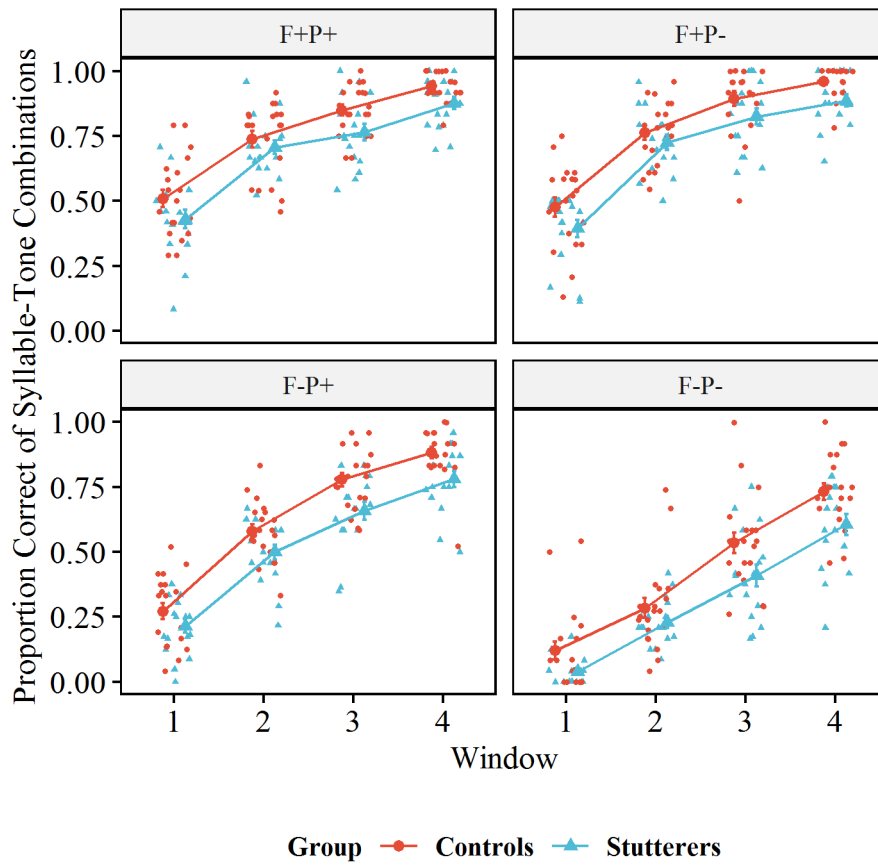 Proportion Correct of Syllable-Tone Combinations
F+P+
F+P-
1.00
0.75
0.50
0.25
0.00
F-P+
F-P-
1.00
0.75
0.50
0.25
0.00
1 2 3 4
1 2 3 4
Window
Group Controls Stutterers